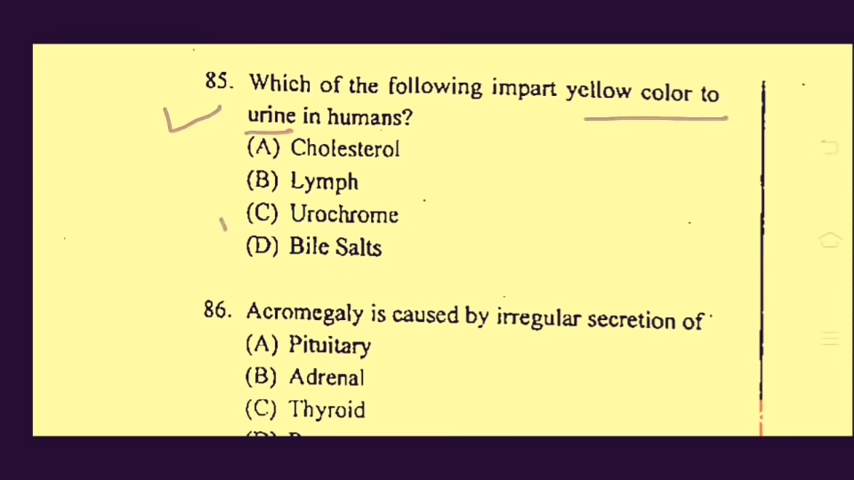 85. Which of the following impart yellow color to
urine in humans?
(A) Cholesterol
(B) Lymph
(C) Urochrome
(D) Bile Salts
86. Acromegaly is caused by irregular secretion of
(A) Pituitary
(B) Adrenal
(C) Thyroid